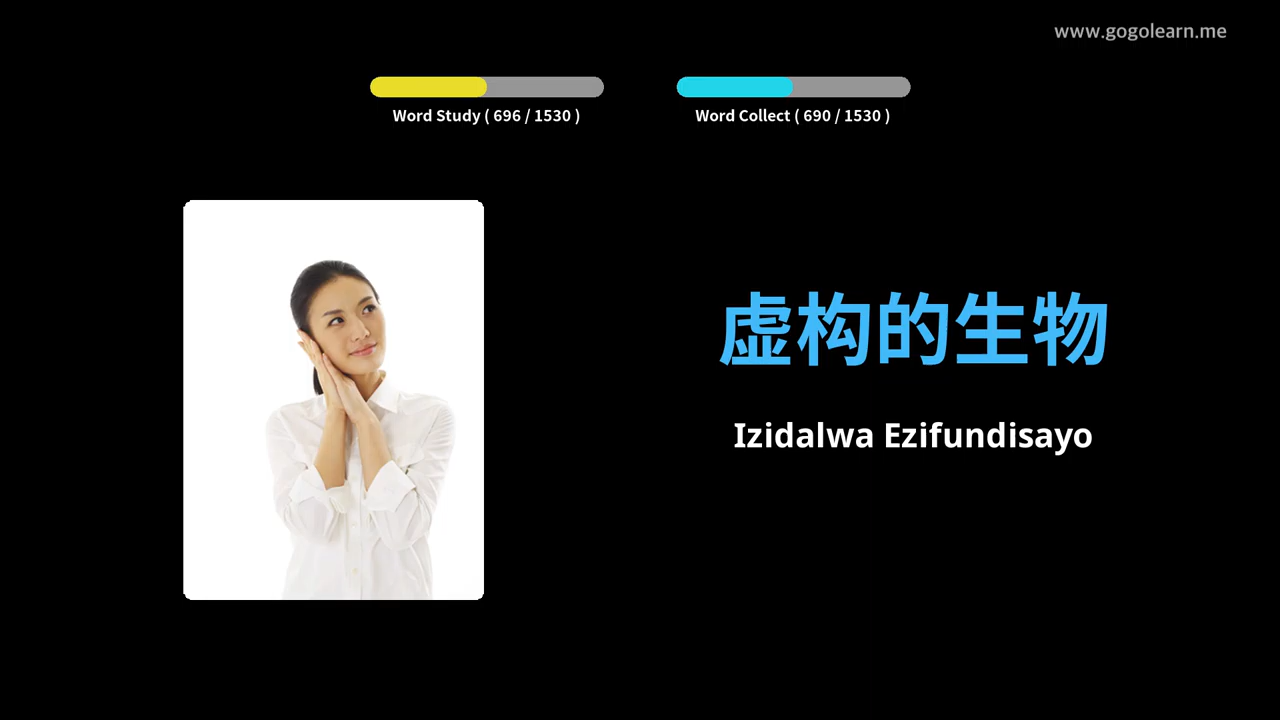 www.gogolearn.me
Word Study ( 696 / 1530 )
Word Collect ( 690 / 1530 )
虚构的生物
Izidalwa Ezifundisayo